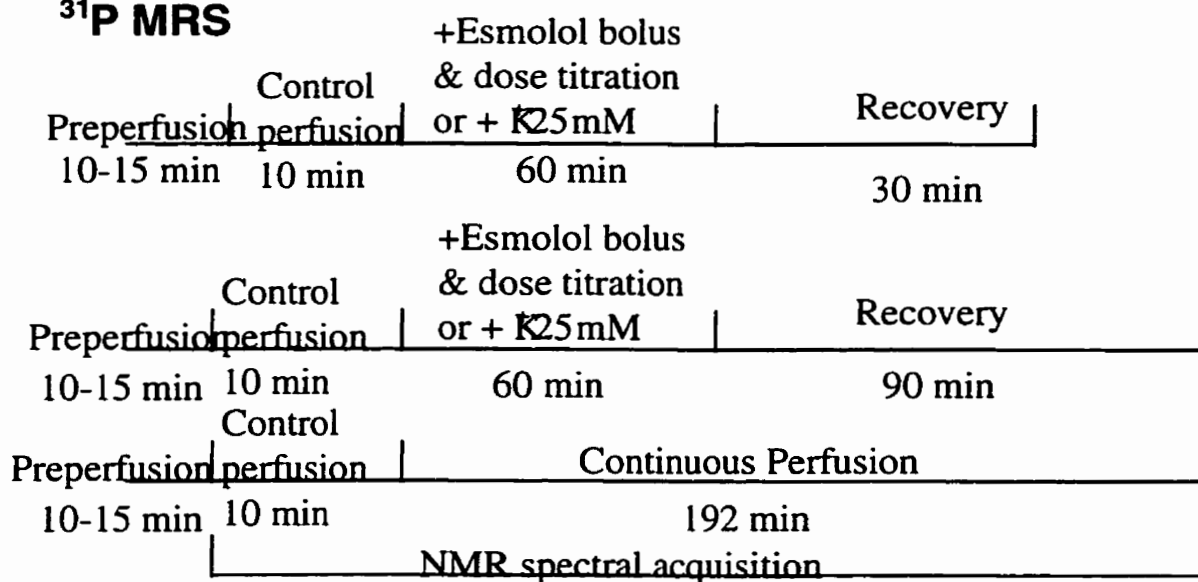 ³¹P MRS
+Esmolol bolus
Control & dose titration
Preperfusion perfusion or + K⁺25mM Recovery
10-15 min 10 min 60 min 30 min
+Esmolol bolus
Control & dose titration
Preperfusion perfusion or + K⁺25mM Recovery
10-15 min 10 min 60 min 90 min
Control
Preperfusion perfusion Continuous Perfusion
10-15 min 10 min 192 min
NMR spectral acquisition